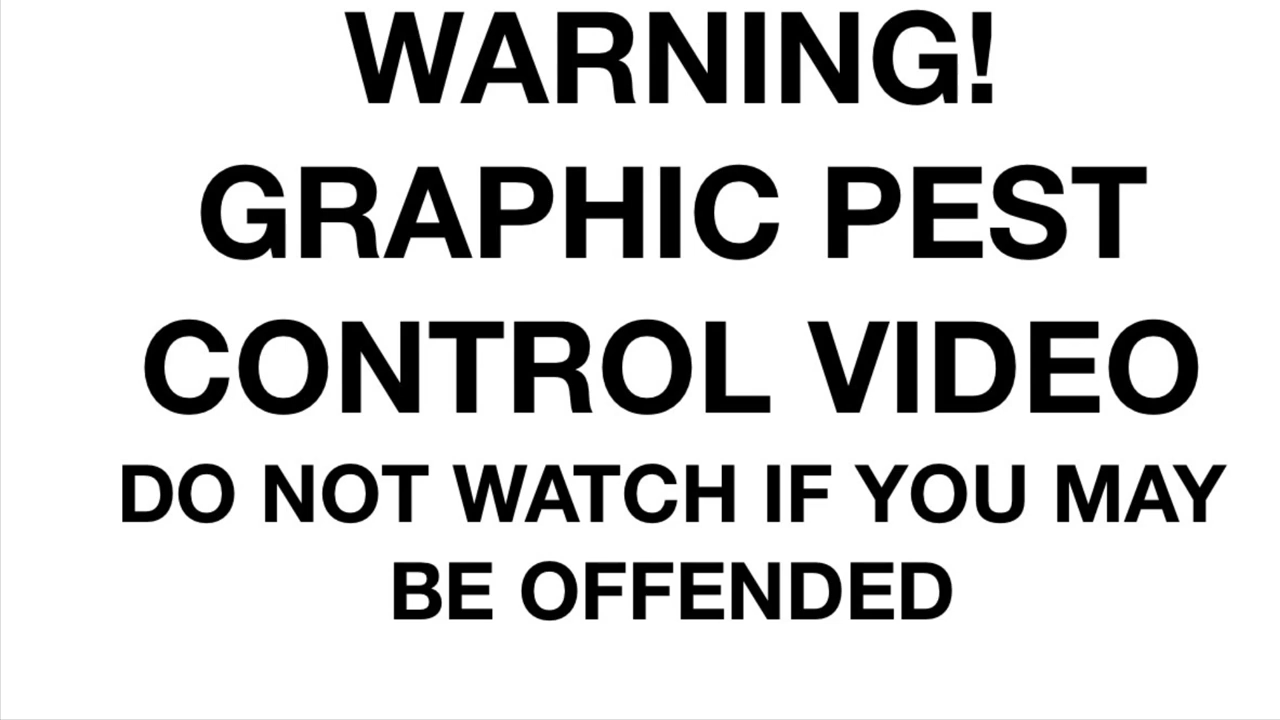 WARNING!
GRAPHIC PEST
CONTROL VIDEO
DO NOT WATCH IF YOU MAY
BE OFFENDED